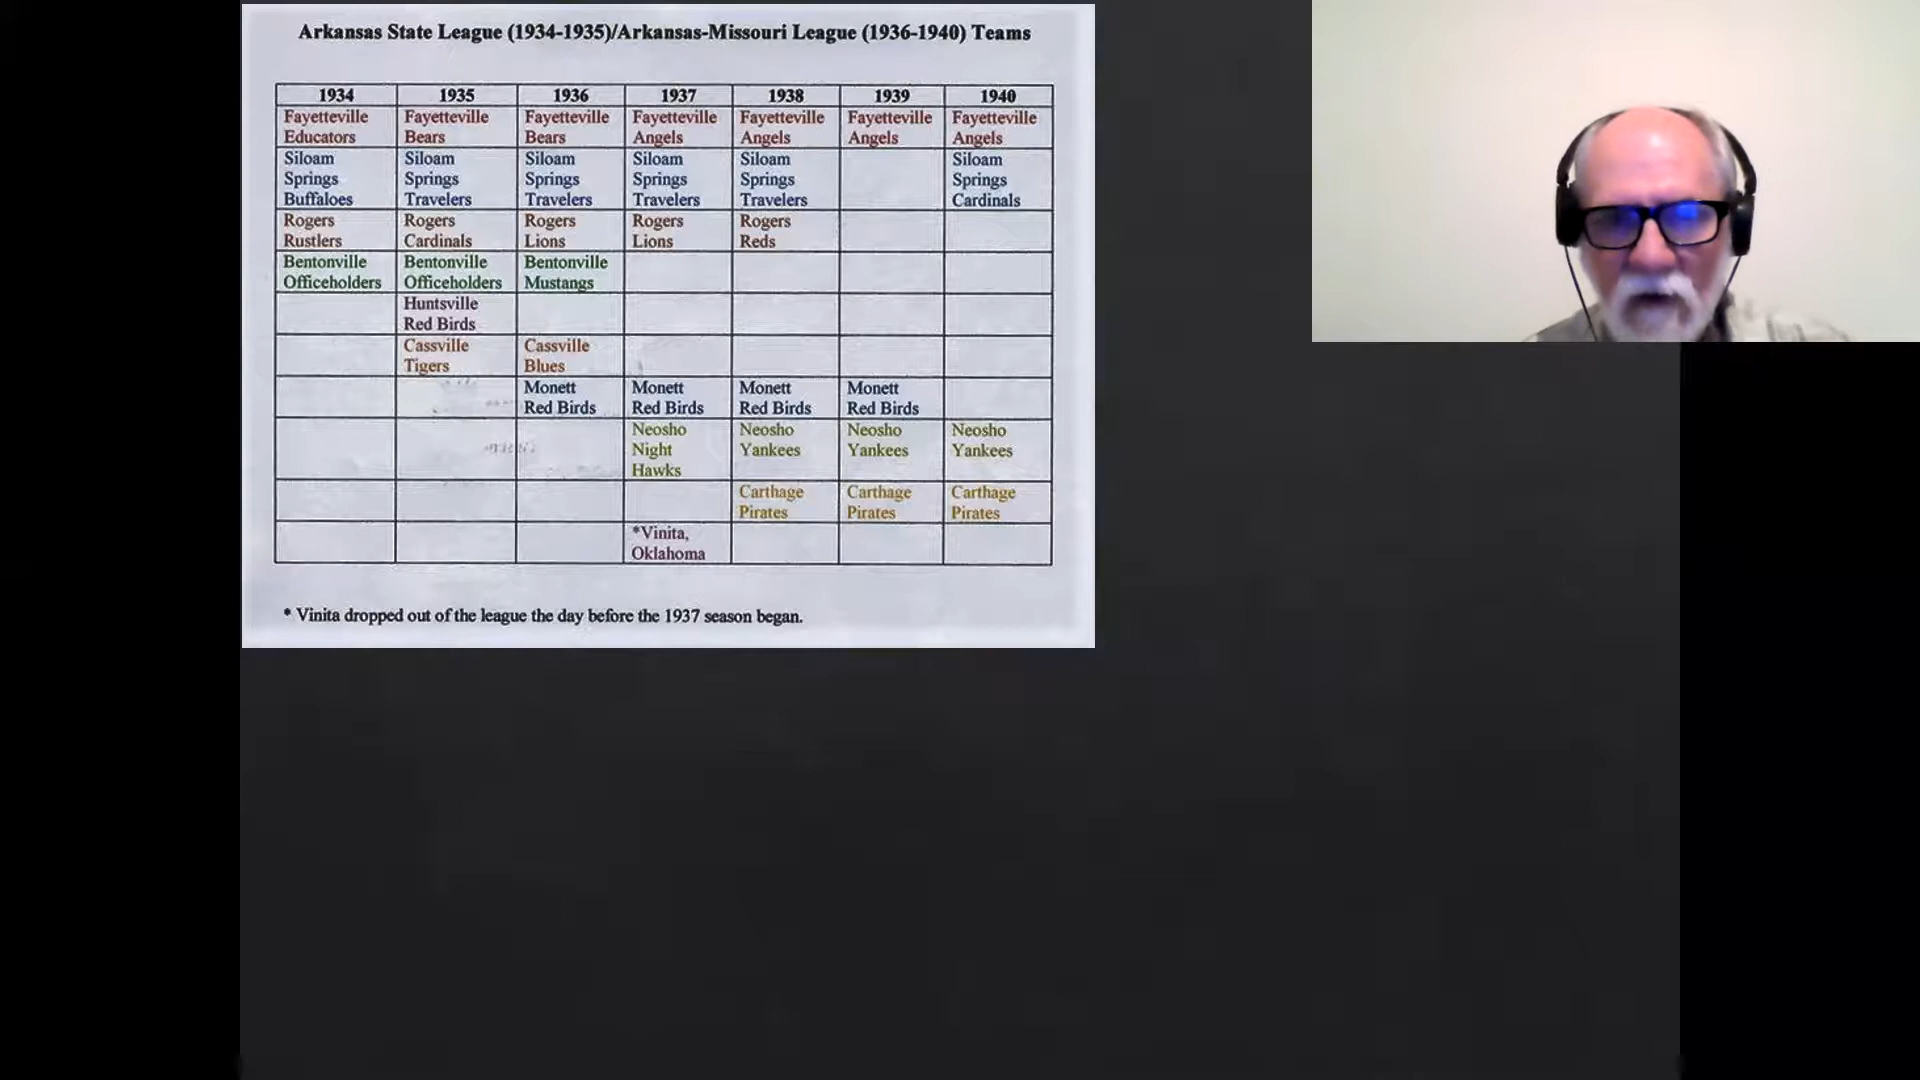 Arkansas State League (1934-1935)/Arkansas-Missouri League (1936-1940) Teams
1934 1935 1936 1937 1938 1939 1940
Fayetteville Fayetteville Fayetteville Fayetteville Fayetteville Fayetteville Fayetteville
Educators Bears Bears Angels Angels Angels Angels
Siloam Siloam Siloam Siloam Siloam Siloam
Springs Springs Springs Springs Springs Springs
Buffaloes Travelers Travelers Travelers Travelers Cardinals
Rogers Rogers Rogers Rogers Rogers
Rustlers Cardinals Lions Lions Reds
Bentonville Bentonville Bentonville
Officeholders Officeholders Mustangs
Huntsville
Red Birds
Cassville Cassville
Tigers Blues
Monett Monett Monett Monett
Red Birds Red Birds Red Birds Red Birds
Neosho Neosho Neosho Neosho
Night Yankees Yankees Yankees
Hawks
Carthage Carthage Carthage
Pirates Pirates Pirates
*Vinita,
Oklahoma
* Vinita dropped out of the league the day before the 1937 season began.